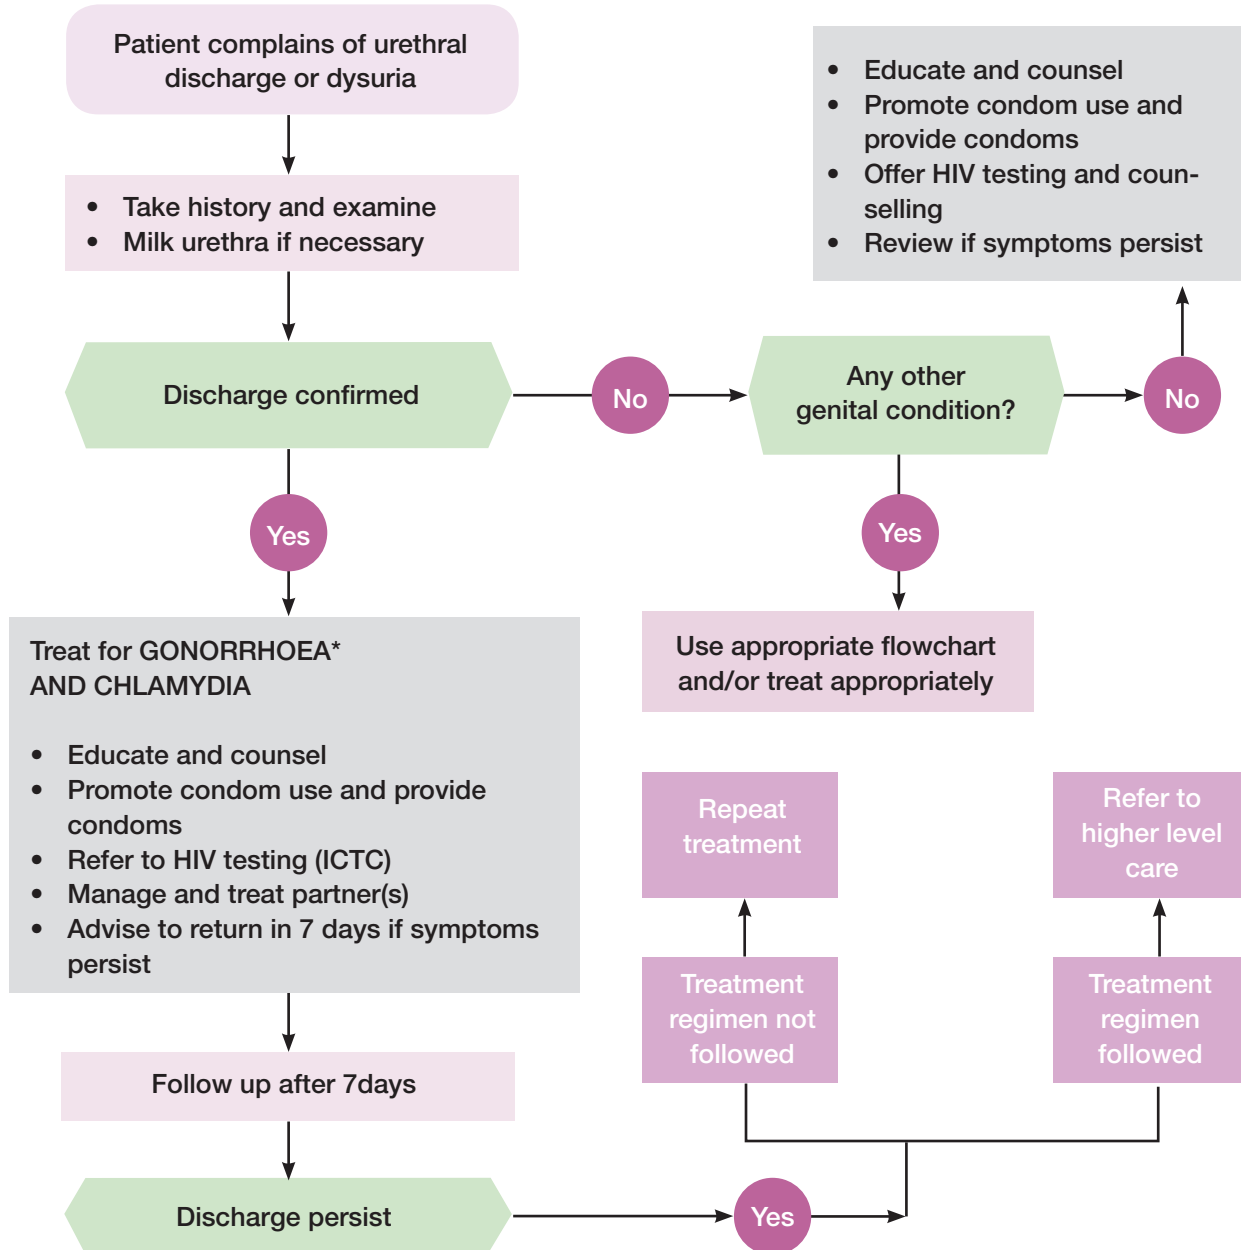 Patient complains of urethral
discharge or dysuria
• Take history and examine
• Milk urethra if necessary
Discharge confirmed
No
Any other
genital condition?
No
• Educate and counsel
• Promote condom use and
provide condoms
• Offer HIV testing and coun-
selling
• Review if symptoms persist
Yes
Yes
Use appropriate flowchart
and/or treat appropriately
Treat for GONORRHOEA*
AND CHLAMYDIA
• Educate and counsel
• Promote condom use and provide
condoms
• Refer to HIV testing (ICTC)
• Manage and treat partner(s)
• Advise to return in 7 days if symptoms
persist
Follow up after 7days
Discharge persist
Yes
Treatment
regimen not
followed
Repeat
treatment
Treatment
regimen
followed
Refer to
higher level
care